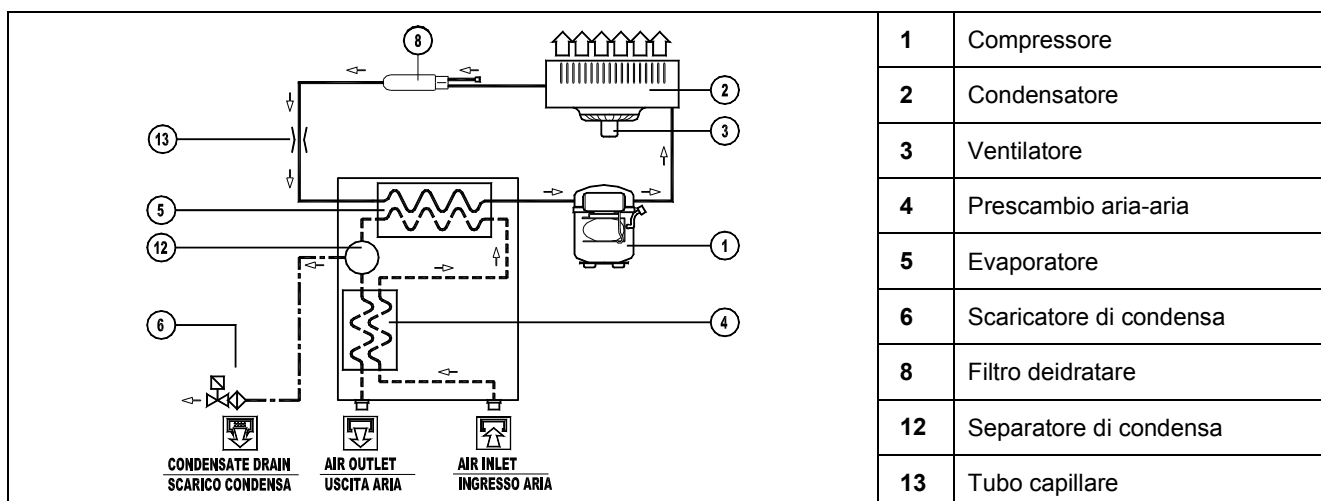 8
2
3
13
5
12
1
6
4
CONDENSATE DRAIN
SCARICO CONDENSA
AIR OUTLET
USCITA ARIA
AIR INLET
INGRESSO ARIA
1 Compressore
2 Condensatore
3 Ventilatore
4 Prescambio aria-aria
5 Evaporatore
6 Scaricatore di condensa
8 Filtro deidratare
12 Separatore di condensa
13 Tubo capillare